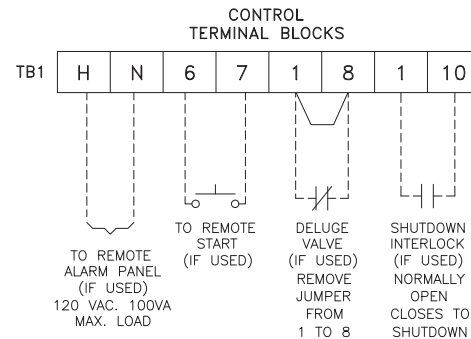 CONTROL
TERMINAL BLOCKS
TB1 H N 6 7 1 8 1 10
TO REMOTE
ALARM PANEL
(IF USED)
120 VAC. 100VA
MAX. LOAD
TO REMOTE
START
(IF USED)
DELUGE
VALVE
(IF USED)
REMOVE
JUMPER
FROM
1 TO 8
SHUTDOWN
INTERLOCK
(IF USED)
NORMALLY
OPEN
CLOSES TO
SHUTDOWN